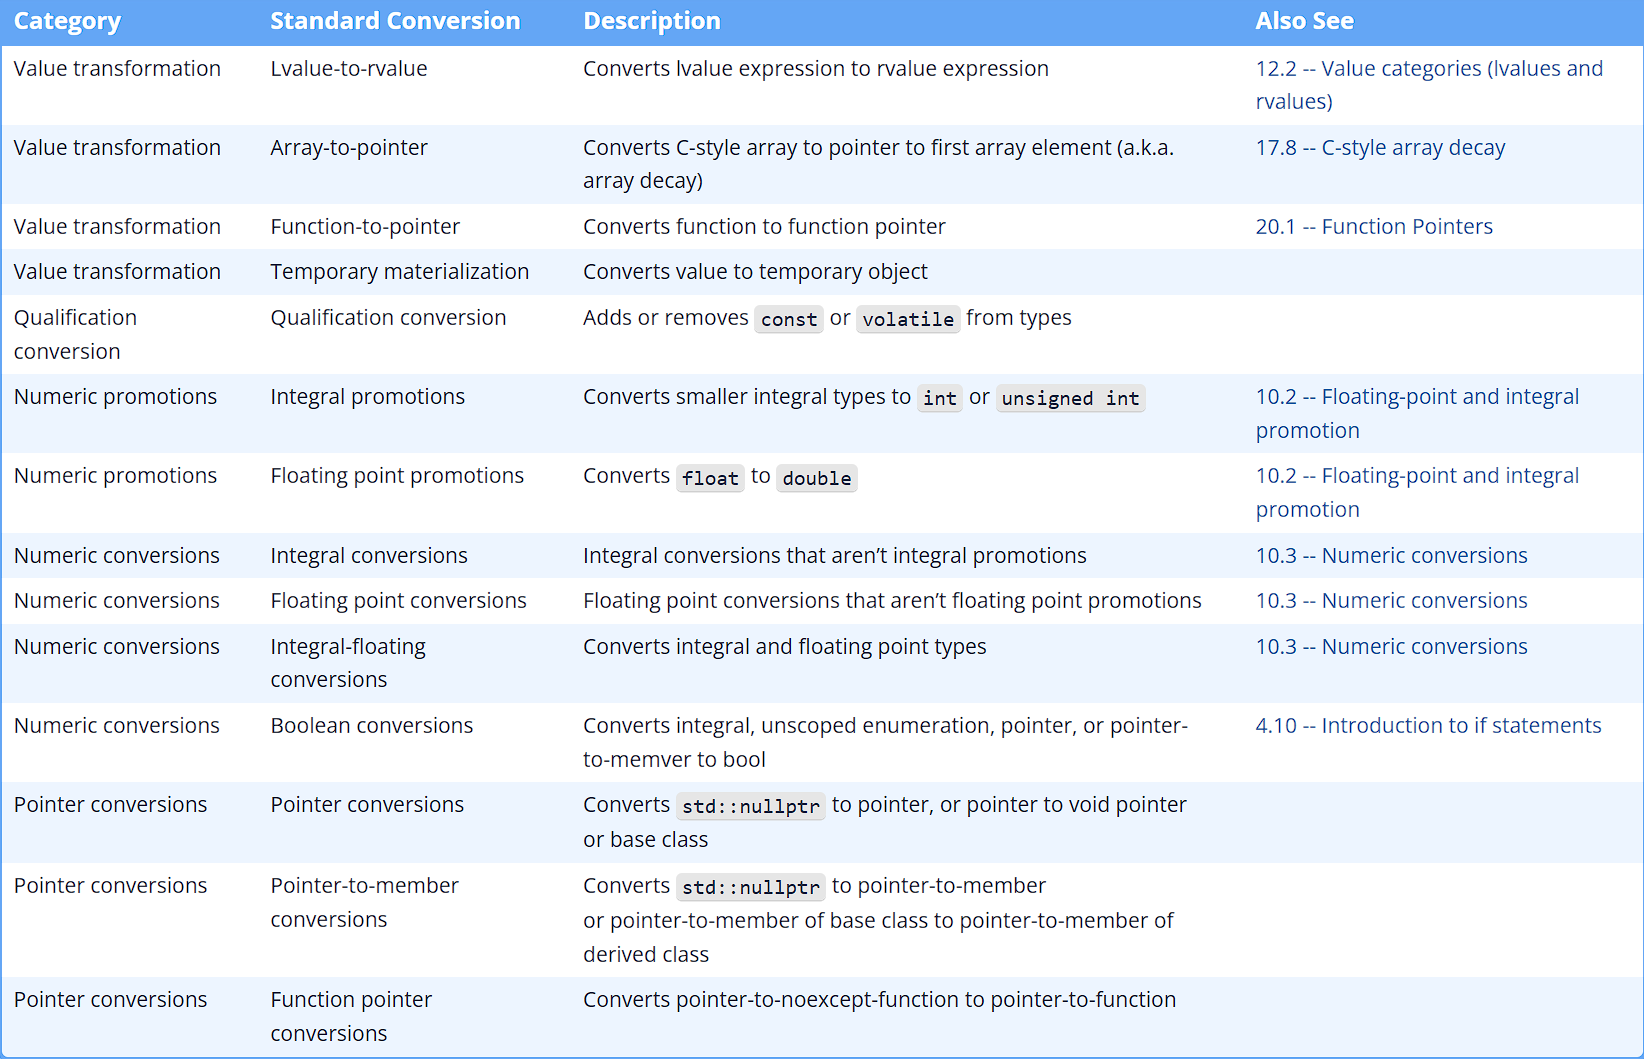 Category Standard Conversion Description Also See
Value transformation Lvalue-to-rvalue Converts lvalue expression to rvalue expression 12.2 -- Value categories (lvalues and
rvalues)
Value transformation Array-to-pointer Converts C-style array to pointer to first array element (a.k.a. 17.8 -- C-style array decay
array decay)
Value transformation Function-to-pointer Converts function to function pointer 20.1 -- Function Pointers
Value transformation Temporary materialization Converts value to temporary object
Qualification Qualification conversion Adds or removes const or volatile from types
conversion
Numeric promotions Integral promotions Converts smaller integral types to int or unsigned int 10.2 -- Floating-point and integral
promotion
Numeric promotions Floating point promotions Converts float to double 10.2 -- Floating-point and integral
promotion
Numeric conversions Integral conversions Integral conversions that aren’t integral promotions 10.3 -- Numeric conversions
Numeric conversions Floating point conversions Floating point conversions that aren’t floating point promotions 10.3 -- Numeric conversions
Numeric conversions Integral-floating Converts integral and floating point types 10.3 -- Numeric conversions
conversions
Numeric conversions Boolean conversions Converts integral, unscoped enumeration, pointer, or pointer- 4.10 -- Introduction to if statements
to-memver to bool
Pointer conversions Pointer conversions Converts std::nullptr to pointer, or pointer to void pointer
or base class
Pointer conversions Pointer-to-member Converts std::nullptr to pointer-to-member
conversions or pointer-to-member of base class to pointer-to-member of
derived class
Pointer conversions Function pointer Converts pointer-to-noexcept-function to pointer-to-function
conversions